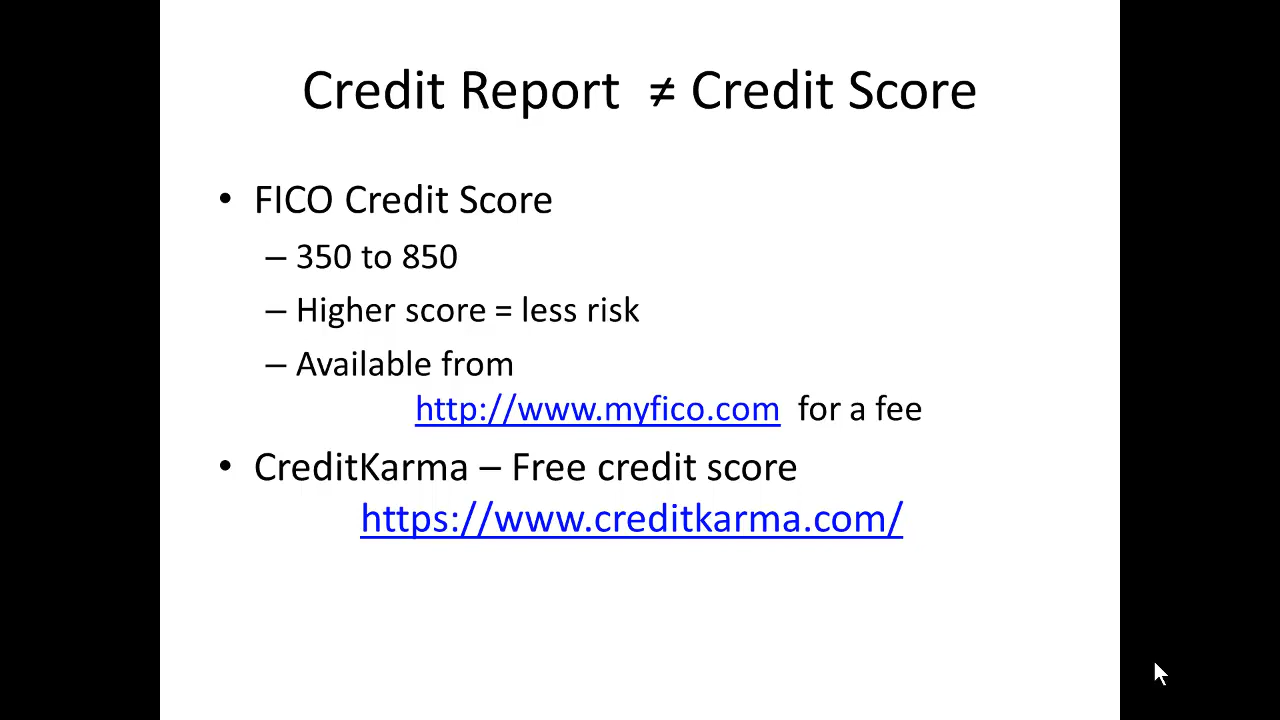 Credit Report ≠ Credit Score
• FICO Credit Score
– 350 to 850
– Higher score = less risk
– Available from
http://www.myfico.com for a fee
• CreditKarma – Free credit score
https://www.creditkarma.com/